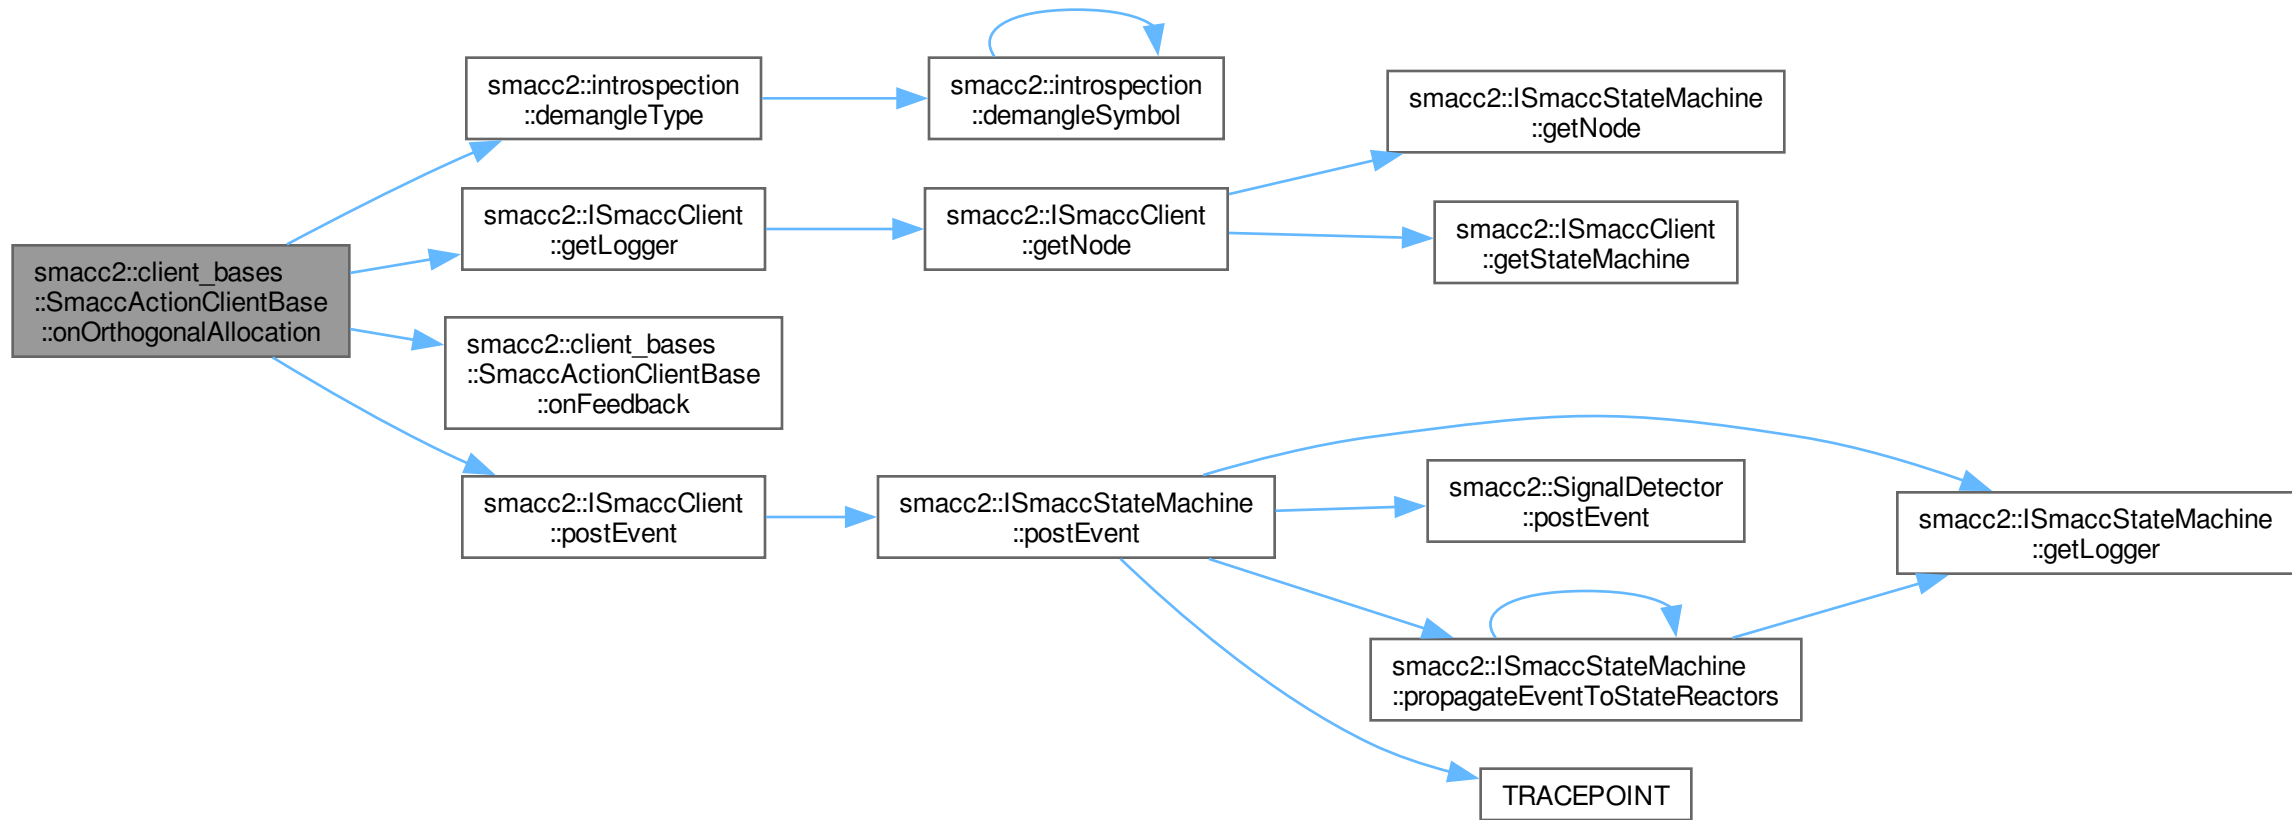 smacc2::client_bases
::SmaccActionClientBase
::onOrthogonalAllocation
smacc2::introspection
::demangleType
smacc2::introspection
::demangleSymbol
smacc2::ISmaccClient
::getLogger
smacc2::ISmaccClient
::getNode
smacc2::ISmaccStateMachine
::getNode
smacc2::ISmaccClient
::getStateMachine
smacc2::client_bases
::SmaccActionClientBase
::onFeedback
smacc2::ISmaccClient
::postEvent
smacc2::ISmaccStateMachine
::postEvent
smacc2::SignalDetector
::postEvent
smacc2::ISmaccStateMachine
::getLogger
smacc2::ISmaccStateMachine
::propagateEventToStateReactors
TRACEPOINT